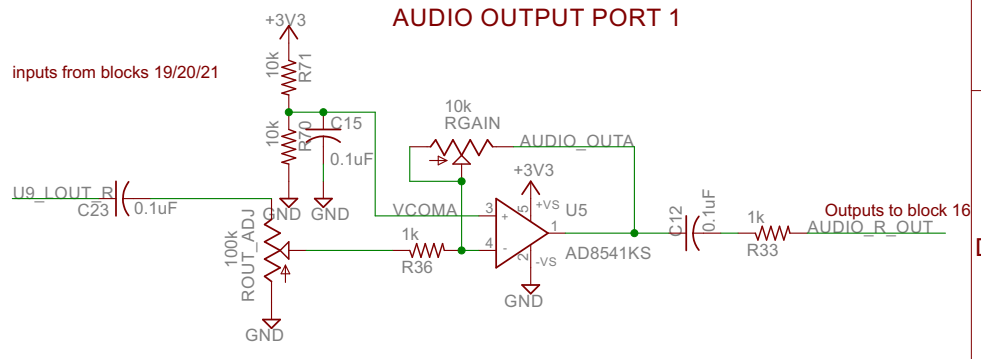 AUDIO OUTPUT PORT 1
+3V3
inputs from blocks 19/20/21
10k
R71
10k
R70
C15
0.1uF
10k
RGAIN
AUDIO_OUTA
+3V3
U9_LOUT_R
C23
0.1uF
GND
GND
VCOMA
3
+
5
+VS
U5
1
4
-
2
-VS
AD8541KS
GND
1k
R36
100k
ROUT_ADJ
GND
C12
0.1uF
1k
R33
Outputs to block 16
AUDIO_R_OUT